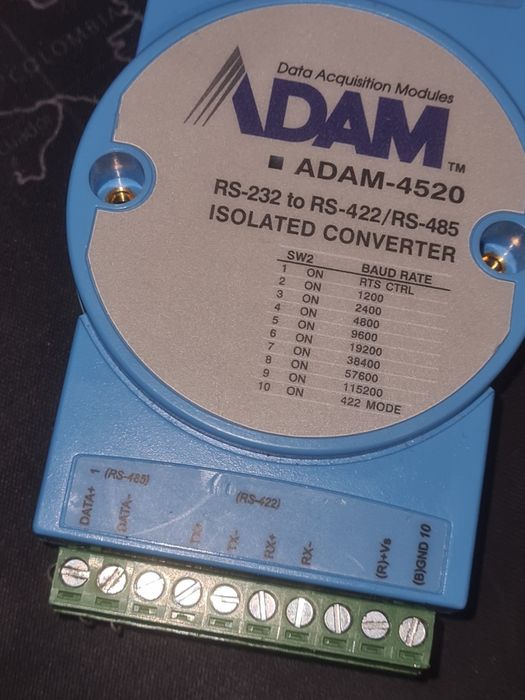 COLOMBIA
Data Acquisition Modules
ADAM™
■ ADAM-4520
RS-232 to RS-422/RS-485
ISOLATED CONVERTER
SW2 BAUD RATE
1 ON RTS CTRL
2 ON 1200
3 ON 2400
4 ON 4800
5 ON 9600
6 ON 19200
7 ON 38400
8 ON 57600
9 ON 115200
10 ON 422 MODE
1 (RS-485) (RS-422)
DATA+ DATA- TX+ TX- RX+ RX- (R)+Vs (B)GND 10